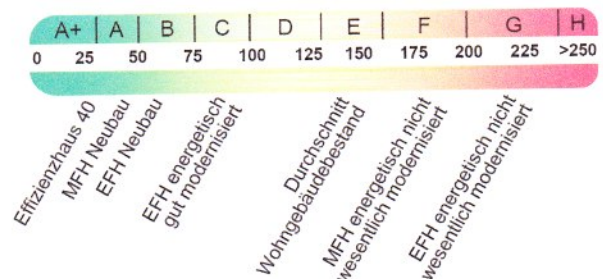 A+ A B C D E F G H
0 25 50 75 100 125 150 175 200 225 >250
Effizienzhaus 40
MFH Neubau
EFH Neubau
EFH energetisch
gut modernisiert
Durchschnitt
Wohngebäudebestand
MFH energetisch nicht
wesentlich modernisiert
EFH energetisch nicht
wesentlich modernisiert